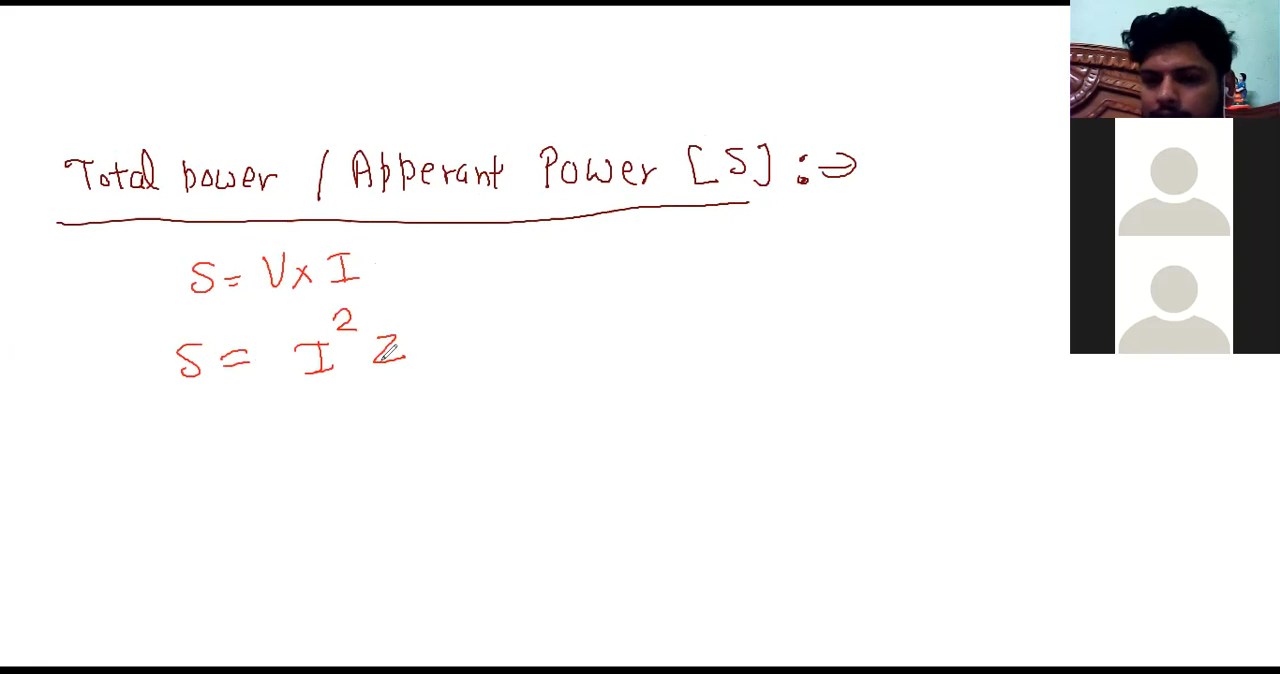 Total power / Apperant Power [S] :⇒
S = V x I
S = I² Z